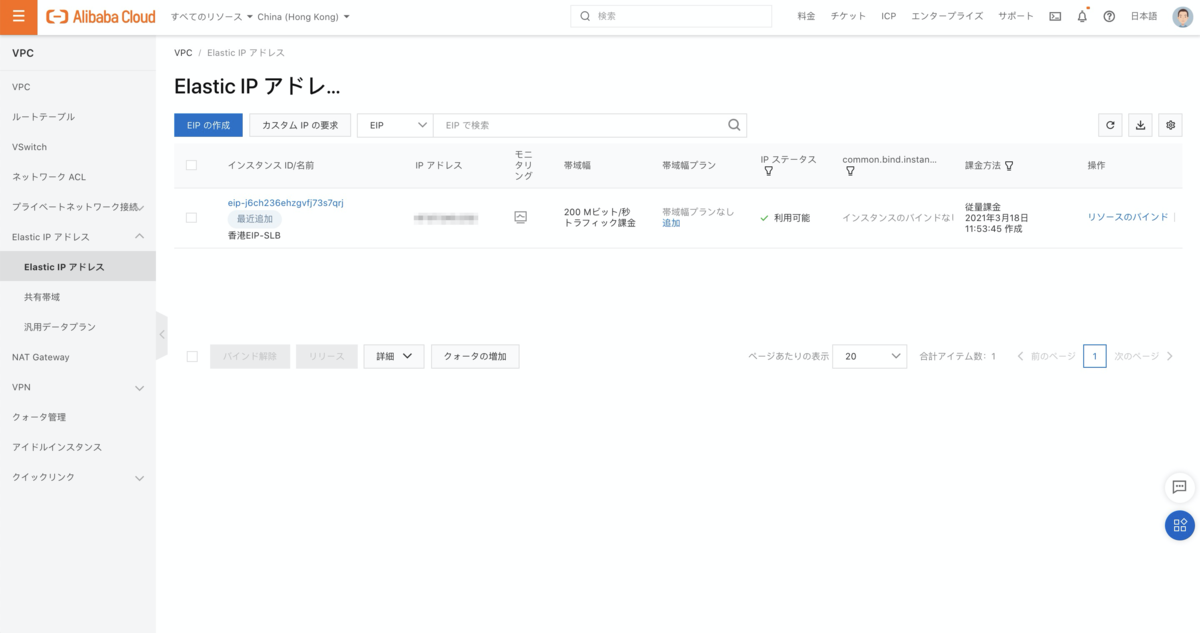 Alibaba Cloud
すべてのリソース
China (Hong Kong)
検索
料金
チケット
ICP
エンタープライズ
サポート
日本語
VPC
VPC
ルートテーブル
VSwitch
ネットワーク ACL
プライベートネットワーク接続
Elastic IP アドレス
Elastic IP アドレス
共有帯域
汎用データプラン
NAT Gateway
VPN
クォータ管理
アイドルインスタンス
クイックリンク
VPC / Elastic IP アドレス
Elastic IP アドレ...
EIP の作成
カスタム IP の要求
EIP
EIP で検索
インスタンス ID/名前
IP アドレス
モニ
タリ
ング
帯域幅
帯域幅プラン
IP ステータス
common.bind.instan...
課金方法
操作
eip-j6ch236ehzgvfj73s7qrj
最近追加
香港EIP-SLB
200 Mビット/秒
トラフィック課金
帯域幅プランなし
追加
利用可能
インスタンスのバインドなし
従量課金
2021年3月18日
11:53:45 作成
リソースのバインド
バインド解除
リリース
詳細
クォータの増加
ページあたりの表示
20
合計アイテム数: 1
前のページ
1
次のページ